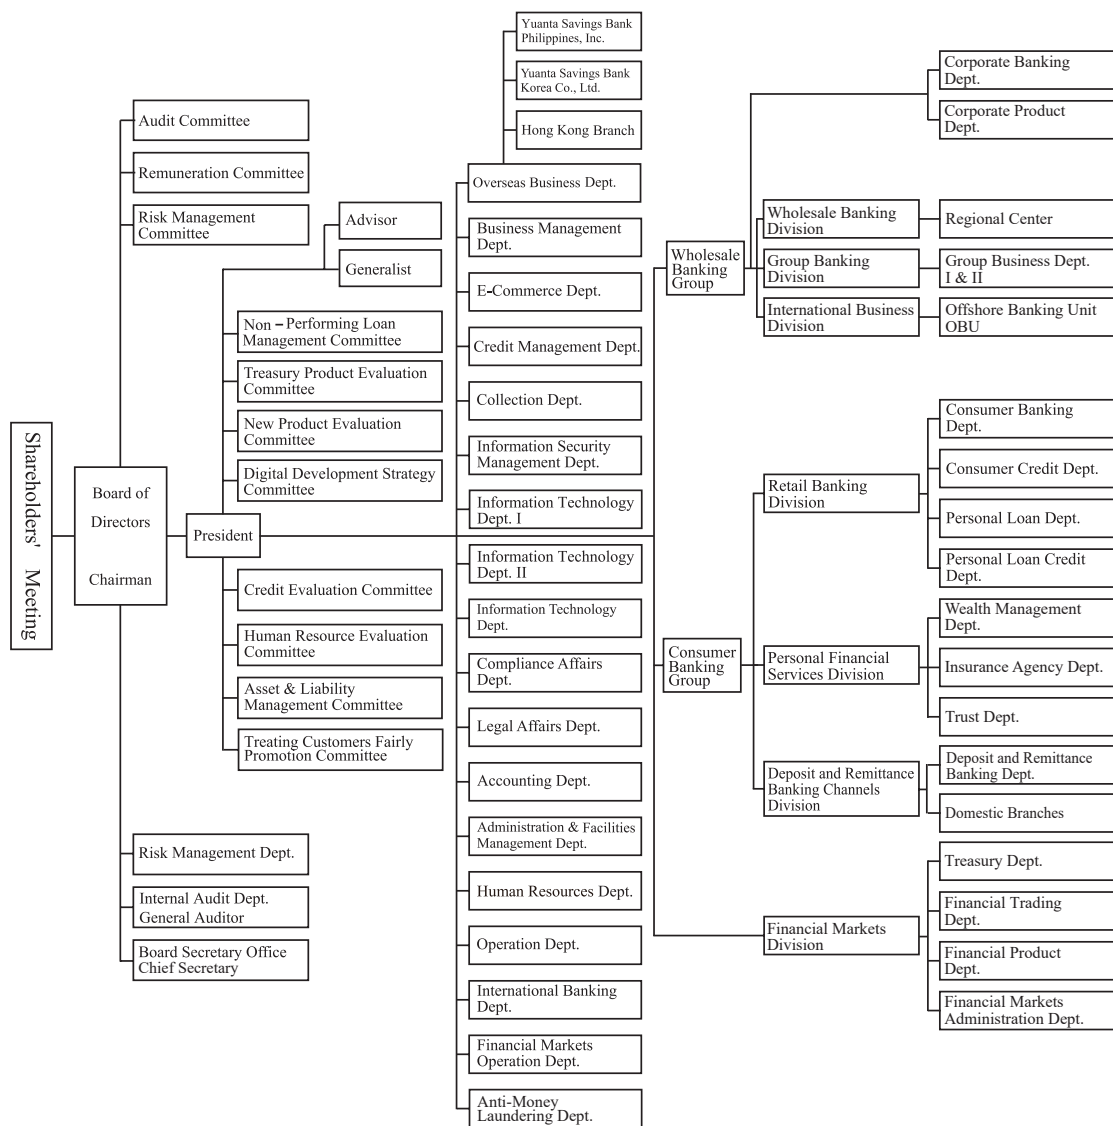 Shareholders' Meeting
Board of
Directors
Chairman
Audit Committee
Remuneration Committee
Risk Management
Committee
Risk Management Dept.
Internal Audit Dept.
General Auditor
Board Secretary Office
Chief Secretary
President
Advisor
Generalist
Non – Performing Loan
Management Committee
Treasury Product Evaluation
Committee
New Product Evaluation
Committee
Digital Development Strategy
Committee
Credit Evaluation Committee
Human Resource Evaluation
Committee
Asset & Liability
Management Committee
Treating Customers Fairly
Promotion Committee
Yuanta Savings Bank
Philippines, Inc.
Yuanta Savings Bank
Korea Co., Ltd.
Hong Kong Branch
Overseas Business Dept.
Business Management
Dept.
E-Commerce Dept.
Credit Management Dept.
Collection Dept.
Information Security
Management Dept.
Information Technology
Dept. I
Information Technology
Dept. II
Information Technology
Dept.
Compliance Affairs
Dept.
Legal Affairs Dept.
Accounting Dept.
Administration & Facilities
Management Dept.
Human Resources Dept.
Operation Dept.
International Banking
Dept.
Financial Markets
Operation Dept.
Anti-Money
Laundering Dept.
Wholesale
Banking
Group
Corporate Banking
Dept.
Corporate Product
Dept.
Wholesale Banking
Division
Regional Center
Group Banking
Division
Group Business Dept.
I & II
International Business
Division
Offshore Banking Unit
OBU
Consumer
Banking
Group
Retail Banking
Division
Consumer Banking
Dept.
Consumer Credit Dept.
Personal Loan Dept.
Personal Loan Credit
Dept.
Personal Financial
Services Division
Wealth Management
Dept.
Insurance Agency Dept.
Trust Dept.
Deposit and Remittance
Banking Channels
Division
Deposit and Remittance
Banking Dept.
Domestic Branches
Financial Markets
Division
Treasury Dept.
Financial Trading
Dept.
Financial Product
Dept.
Financial Markets
Administration Dept.